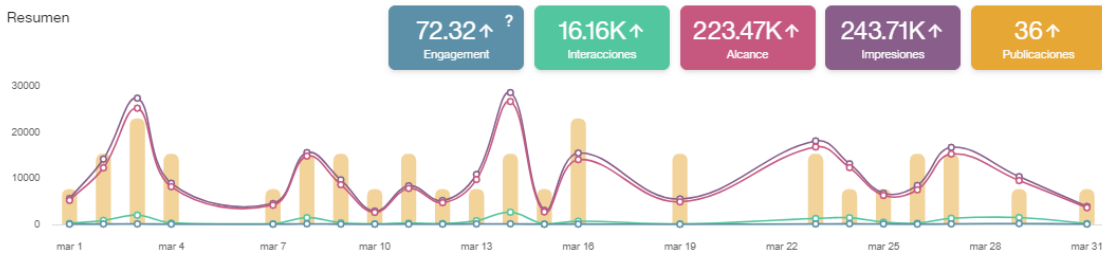 Resumen
72.32↑ ?
Engagement
16.16K↑
Interacciones
223.47K↑
Alcance
243.71K↑
Impresiones
36↑
Publicaciones
30000
20000
10000
0
mar 1 mar 4 mar 7 mar 10 mar 13 mar 16 mar 19 mar 22 mar 25 mar 28 mar 31